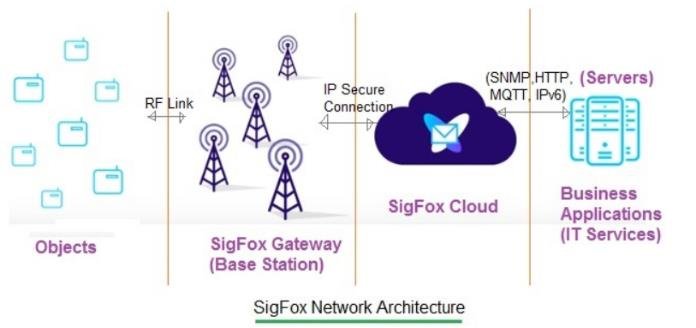 RF Link
IP Secure
Connection
(SNMP,HTTP,
MQTT, IPv6)
(Servers)
Objects
SigFox Gateway
(Base Station)
SigFox Cloud
Business
Applications
(IT Services)
SigFox Network Architecture